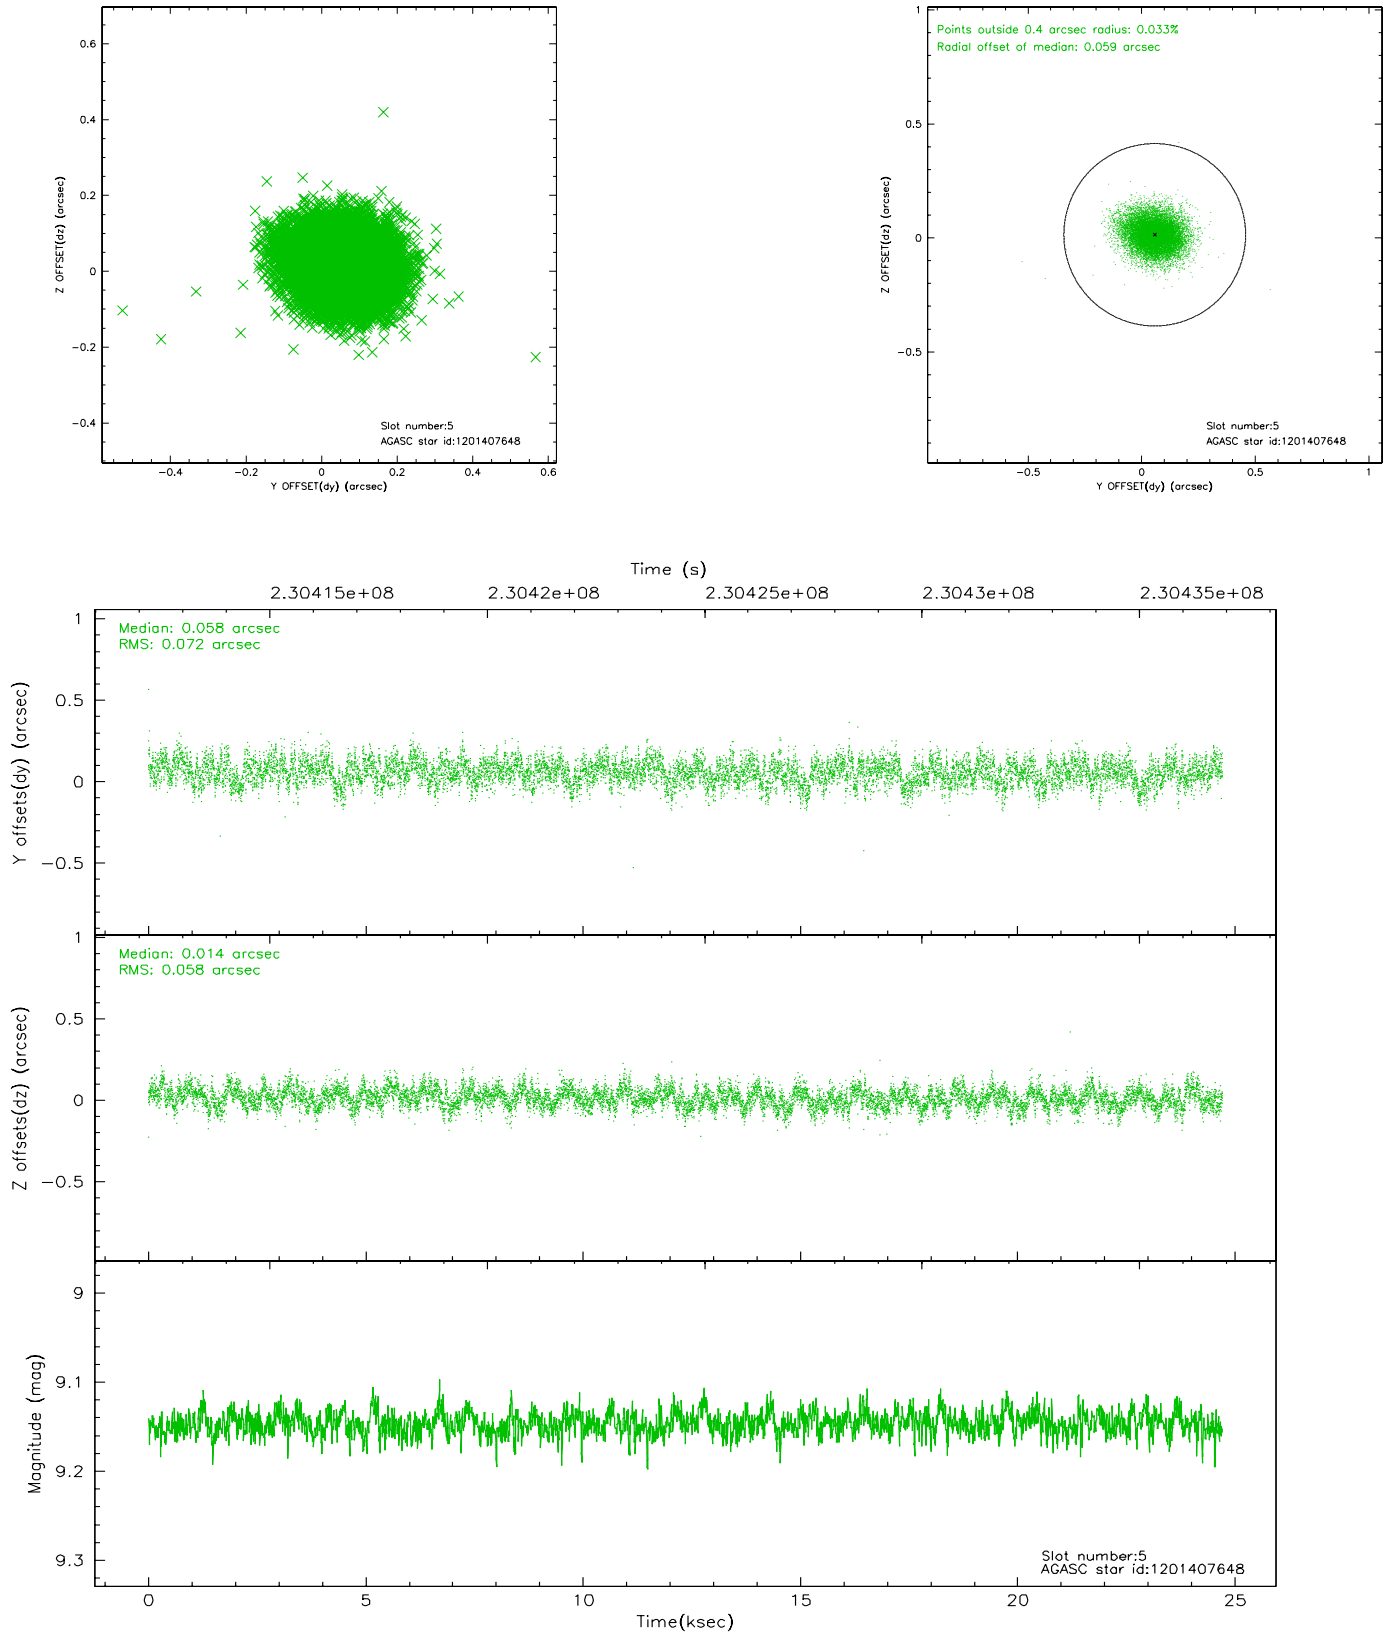 0.6
0.4
0.2
0
−0.2
−0.4
Z OFFSET(dz) (arcsec)
Slot number:5
AGASC star id:1201407648
−0.4 −0.2 0 0.2 0.4 0.6
Y OFFSET(dy) (arcsec)
1
Points outside 0.4 arcsec radius: 0.033%
Radial offset of median: 0.059 arcsec
0.5
0
−0.5
Z OFFSET(dz) (arcsec)
Slot number:5
AGASC star id:1201407648
−0.5 0 0.5 1
Y OFFSET(dy) (arcsec)
Time (s)
2.30415e+08 2.3042e+08 2.30425e+08 2.3043e+08 2.30435e+08
1
Median: 0.058 arcsec
RMS: 0.072 arcsec
0.5
0
−0.5
Y offsets(dy) (arcsec)
1
Median: 0.014 arcsec
RMS: 0.058 arcsec
0.5
0
−0.5
Z offsets(dz) (arcsec)
9
9.1
9.2
9.3
Magnitude (mag)
Slot number:5
AGASC star id:1201407648
0 5 10 15 20 25
Time(ksec)